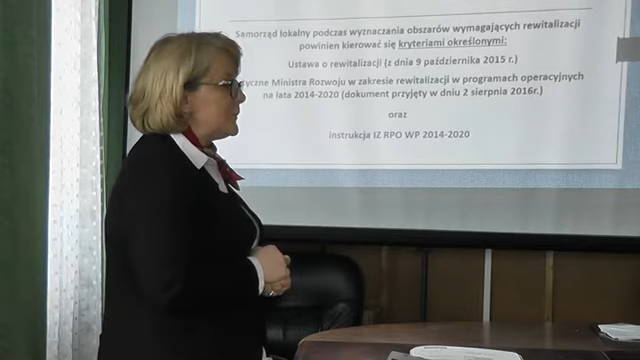 Samorząd lokalny podczas wyznaczania obszarów wymagających rewitalizacji
powinien kierować się kryteriami określonymi:
Ustawa o rewitalizacji (z dnia 9 października 2015 r.)
yczne Ministra Rozwoju w zakresie rewitalizacji w programach operacyjnych
na lata 2014-2020 (dokument przyjęty w dniu 2 sierpnia 2016r.)
oraz
instrukcja IZ RPO WP 2014-2020